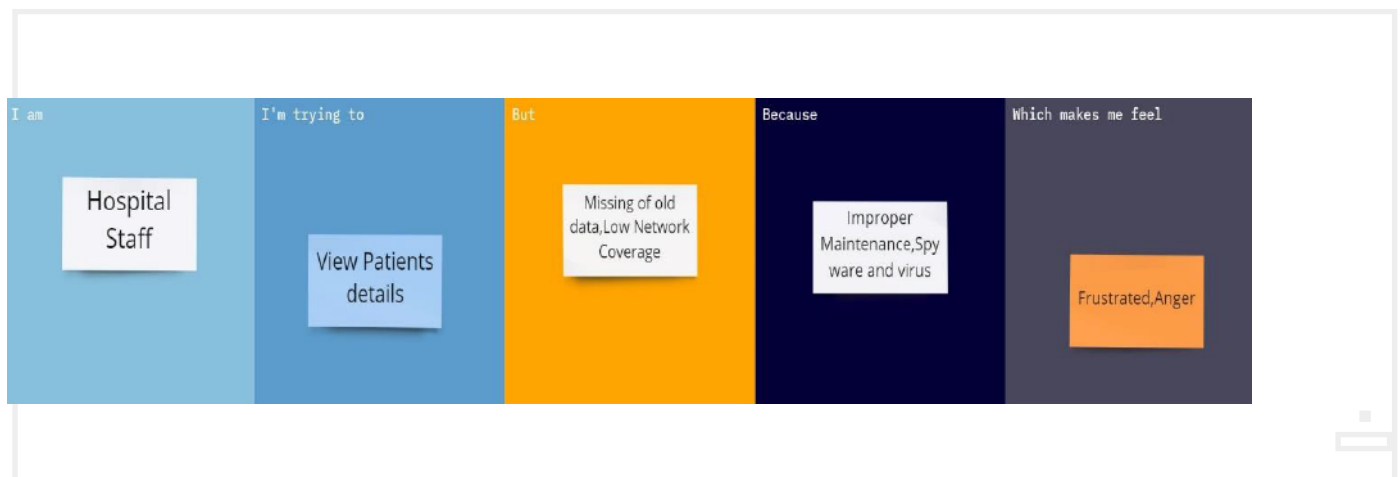 I am
Hospital
Staff
I'm trying to
View Patients
details
But
Missing of old
data,Low Network
Coverage
Because
Improper
Maintenance,Spy
ware and virus
Which makes me feel
Frustrated,Anger